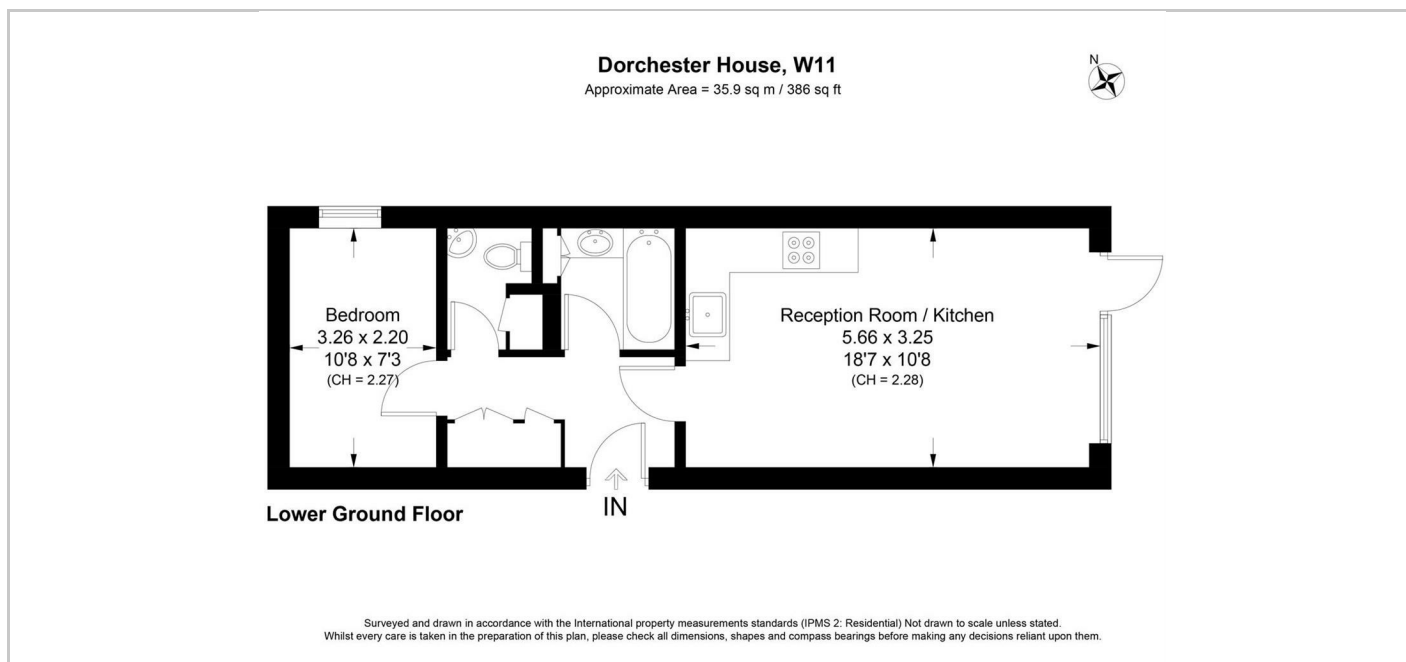 Dorchester House, W11
Approximate Area = 35.9 sq m / 386 sq ft
N
Bedroom
3.26 x 2.20
10'8 x 7'3
(CH = 2.27)
Reception Room / Kitchen
5.66 x 3.25
18'7 x 10'8
(CH = 2.28)
IN
Lower Ground Floor
Surveyed and drawn in accordance with the International property measurements standards (IPMS 2: Residential) Not drawn to scale unless stated.
Whilst every care is taken in the preparation of this plan, please check all dimensions, shapes and compass bearings before making any decisions reliant upon them.